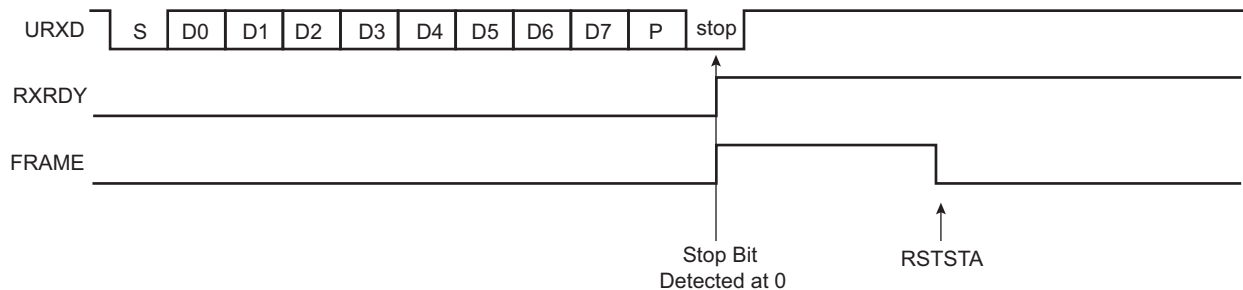 URXD S D0 D1 D2 D3 D4 D5 D6 D7 P stop
RXRDY
FRAME
Stop Bit
Detected at 0
RSTSTA